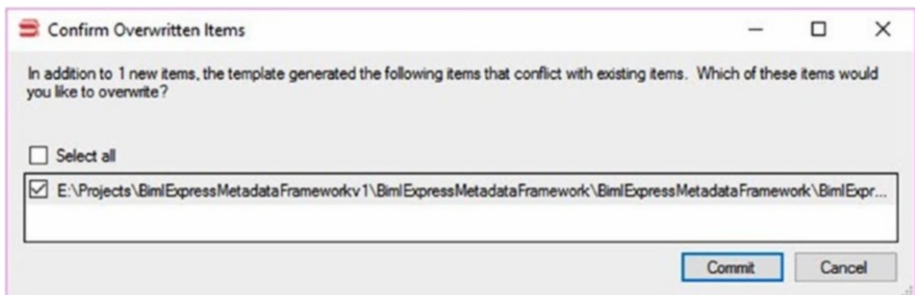 Confirm Overwritten Items
In addition to 1 new items, the template generated the following items that conflict with existing items. Which of these items would
you like to overwrite?
Select all
E:\Projects\BimlExpressMetadataFrameworkv1\BimlExpressMetadataFramework\BimlExpressMetadataFramework\BimlExpr...
Commit
Cancel